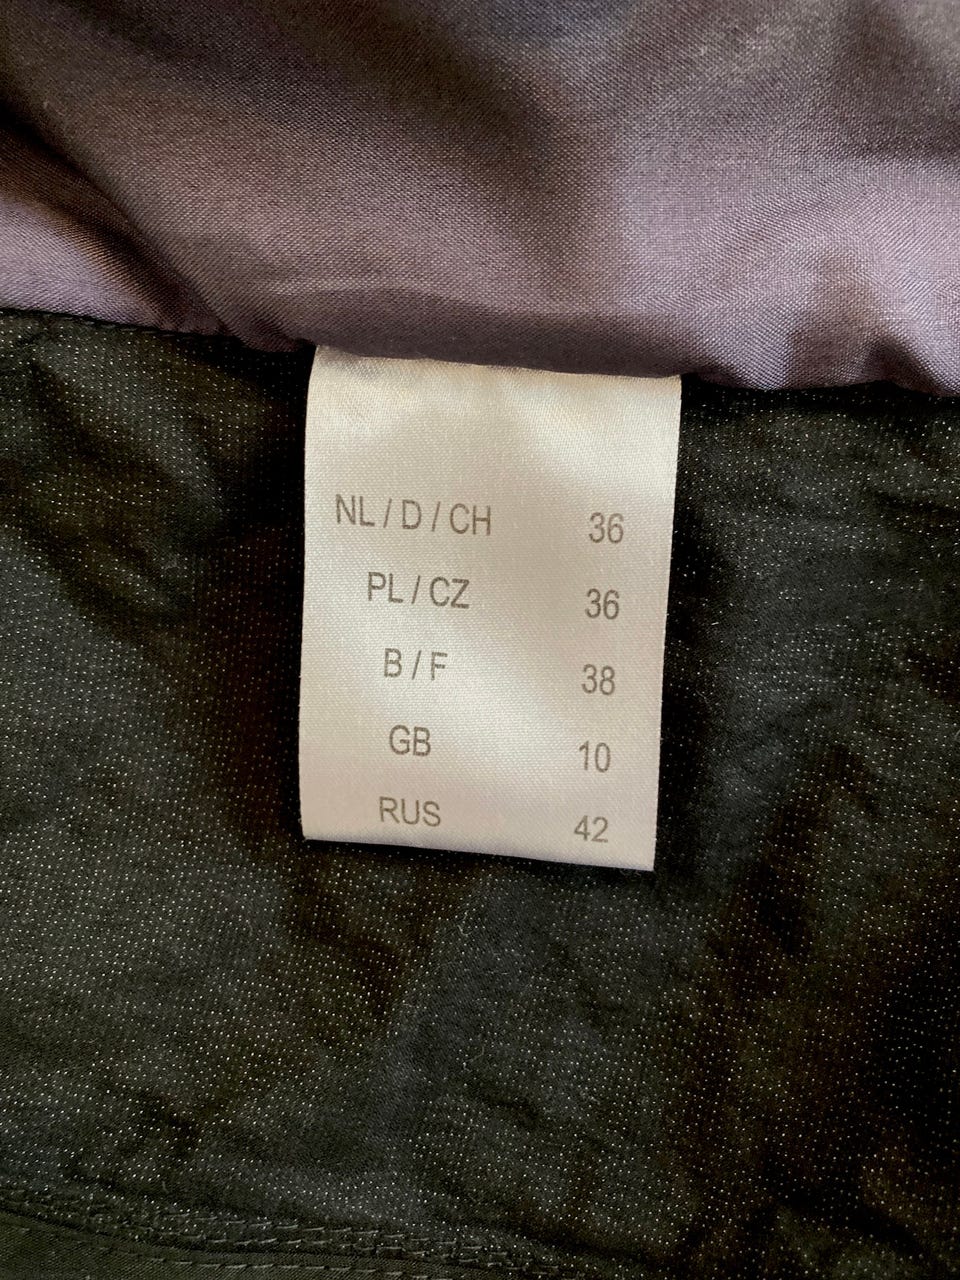 NL / D / CH 36
PL / CZ 36
B / F 38
GB 10
RUS 42